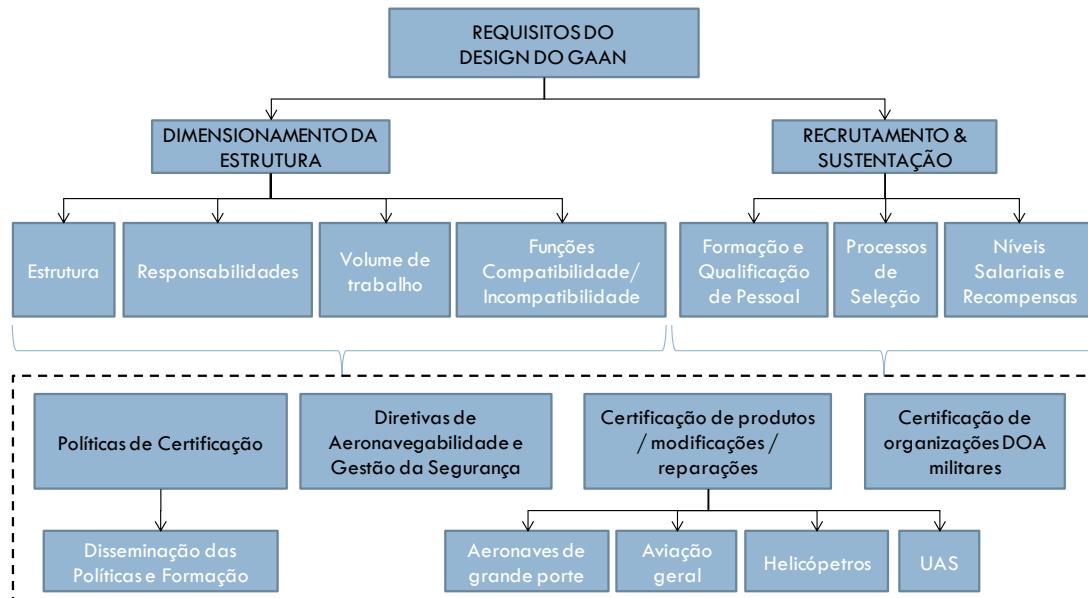 REQUISITOS DO
DESIGN DO GAAN
DIMENSIONAMENTO DA
ESTRUTURA
RECRUTAMENTO &
SUSTENTAÇÃO
Estrutura
Responsabilidades
Volume de
trabalho
Funções
Compatibilidade/
Incompatibilidade
Formação e
Qualificação
de Pessoal
Processos
de
Seleção
Níveis
Salariais e
Recompensas
Políticas de Certificação
Diretivas de
Aeronavegabilidade e
Gestão da Segurança
Certificação de produtos
/ modificações /
reparações
Certificação de
organizações DOA
militares
Disseminação das
Políticas e Formação
Aeronaves de
grande porte
Aviação
geral
Helicópetros
UAS